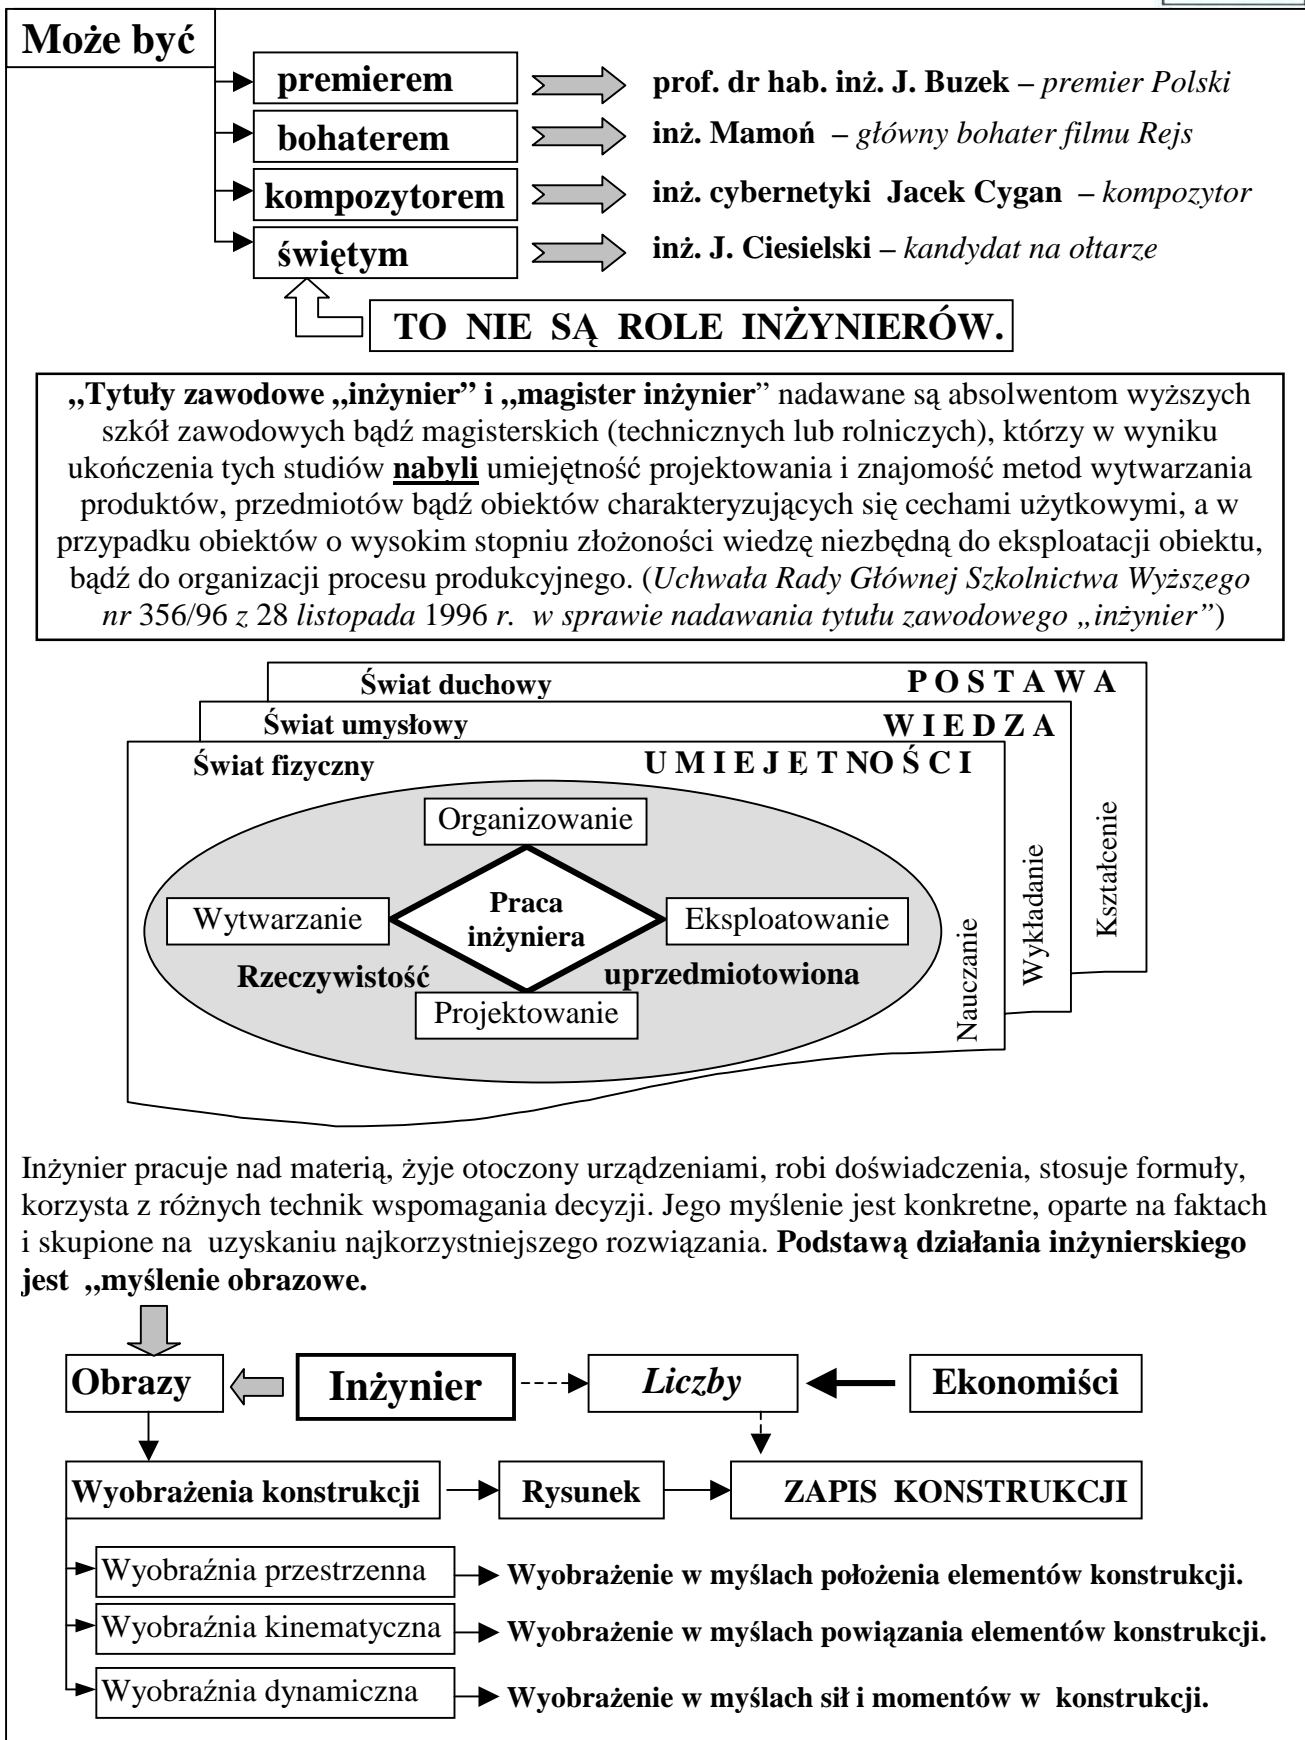 Może być
premierem
prof. dr hab. inż. J. Buzek – premier Polski
bohaterem
inż. Mamoń – główny bohater filmu Rejs
kompozytorem
inż. cybernetyki Jacek Cygan – kompozytor
świętym
inż. J. Ciesielski – kandydat na ołtarze
TO NIE SĄ ROLE INŻYNIERÓW.
„Tytuły zawodowe „inżynier” i „magister inżynier” nadawane są absolwentom wyższych
szkół zawodowych bądź magisterskich (technicznych lub rolniczych), którzy w wyniku
ukończenia tych studiów nabyli umiejętność projektowania i znajomość metod wytwarzania
produktów, przedmiotów bądź obiektów charakteryzujących się cechami użytkowymi, a w
przypadku obiektów o wysokim stopniu złożoności wiedzę niezbędną do eksploatacji obiektu,
bądź do organizacji procesu produkcyjnego. (Uchwała Rady Głównej Szkolnictwa Wyższego
nr 356/96 z 28 listopada 1996 r. w sprawie nadawania tytułu zawodowego „inżynier”)
Świat duchowy
P O S T A W A
Świat umysłowy
W I E D Z A
Świat fizyczny
U M I E J Ę T NO Ś C I
Organizowanie
Wytwarzanie
Praca
inżyniera
Eksploatowanie
Rzeczywistość
uprzedmiotowiona
Projektowanie
Nauczanie
Wykładanie
Kształcenie
Inżynier pracuje nad materią, żyje otoczony urządzeniami, robi doświadczenia, stosuje formuły,
korzysta z różnych technik wspomagania decyzji. Jego myślenie jest konkretne, oparte na faktach
i skupione na uzyskaniu najkorzystniejszego rozwiązania. Podstawą działania inżynierskiego
jest „myślenie obrazowe.
Obrazy
Inżynier
Liczby
Ekonomiści
Wyobrażenia konstrukcji
Rysunek
ZAPIS KONSTRUKCJI
Wyobraźnia przestrzenna
Wyobrażenie w myślach położenia elementów konstrukcji.
Wyobraźnia kinematyczna
Wyobrażenie w myślach powiązania elementów konstrukcji.
Wyobraźnia dynamiczna
Wyobrażenie w myślach sił i momentów w konstrukcji.